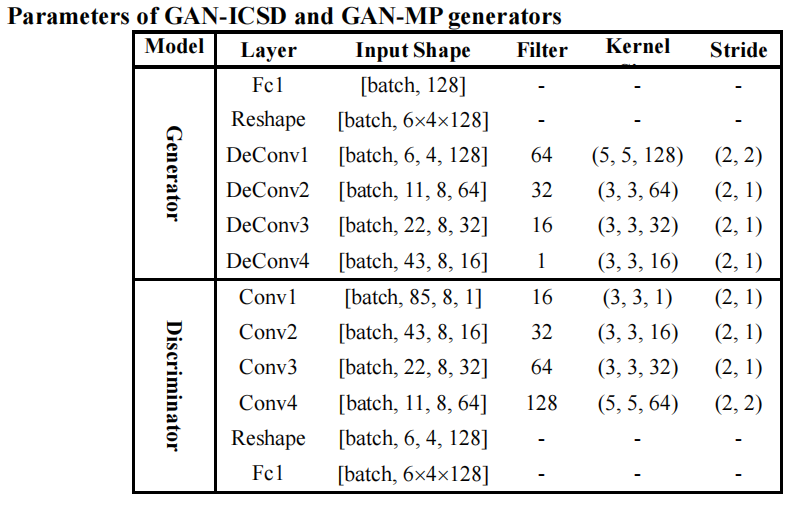 Parameters of GAN-ICSD and GAN-MP generators
Model Layer Input Shape Filter Kernel Stride
Generator
Fc1 [batch, 128] - - -
Reshape [batch, 6×4×128] - - -
DeConv1 [batch, 6, 4, 128] 64 (5, 5, 128) (2, 2)
DeConv2 [batch, 11, 8, 64] 32 (3, 3, 64) (2, 1)
DeConv3 [batch, 22, 8, 32] 16 (3, 3, 32) (2, 1)
DeConv4 [batch, 43, 8, 16] 1 (3, 3, 16) (2, 1)
Discriminator
Conv1 [batch, 85, 8, 1] 16 (3, 3, 1) (2, 1)
Conv2 [batch, 43, 8, 16] 32 (3, 3, 16) (2, 1)
Conv3 [batch, 22, 8, 32] 64 (3, 3, 32) (2, 1)
Conv4 [batch, 11, 8, 64] 128 (5, 5, 64) (2, 2)
Reshape [batch, 6, 4, 128] - - -
Fc1 [batch, 6×4×128] - - -